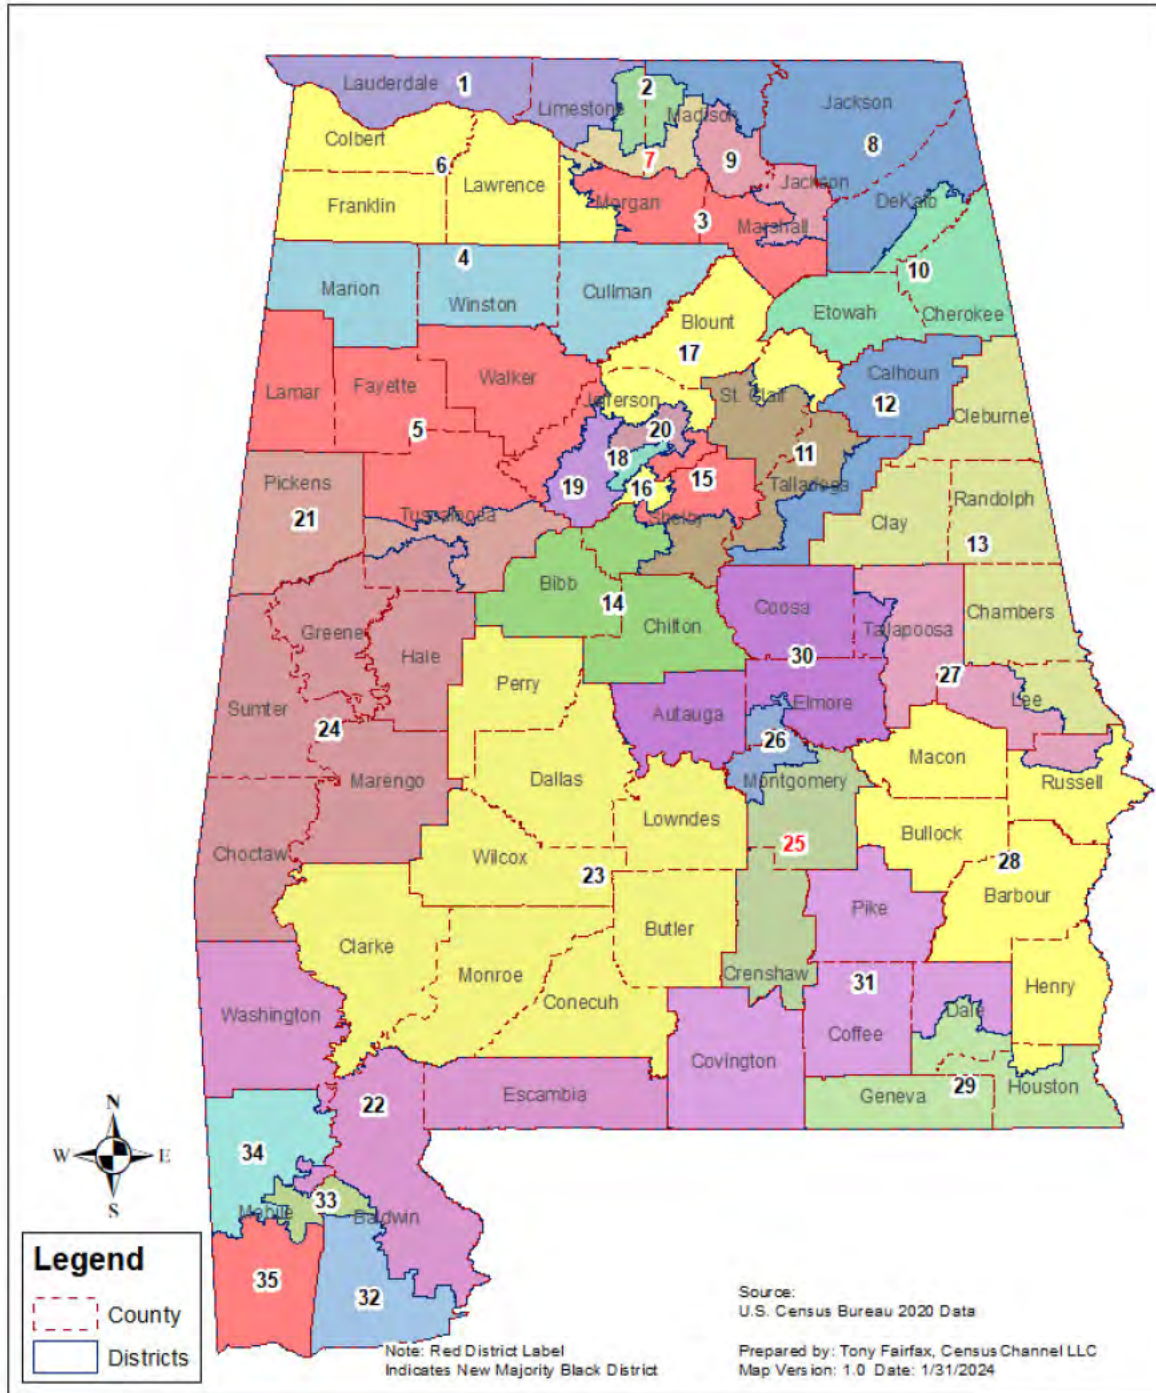 Lauderdale
1
2
Limestone
Madison
Jackson
Colbert
6
7
9
8
Lawrence
Jackson
Franklin
Morgan
3
Marshall
DeKalb
4
10
Marion
Winston
Cullman
Etowah
Cherokee
Blount
17
Lamar
Fayette
Walker
Jefferson
St. Clair
Calhoun
12
Cleburne
5
20
18
11
19
16
15
Talladega
Pickens
21
Tuscaloosa
Shelby
Clay
Randolph
13
Bibb
14
Chilton
Coosa
Tallapoosa
Chambers
Greene
Hale
30
27
Lee
Sumter
Perry
Autauga
Elmore
24
26
Marengo
Dallas
Montgomery
Macon
Russell
Lowndes
25
Bullock
28
Choctaw
Wilcox
23
Barbour
Clarke
Butler
Pike
Monroe
Crenshaw
31
Henry
Washington
Conecuh
Coffee
Dale
Covington
Escambia
22
Geneva
29
Houston
N
W
E
S
34
33
Mobile
Baldwin
35
32
Legend
County
Districts
Note: Red District Label
Indicates New Majority Black District
Source:
U.S. Census Bureau 2020 Data
Prepared by: Tony Fairfax, CensusChannel LLC
Map Version: 1.0 Date: 1/31/2024